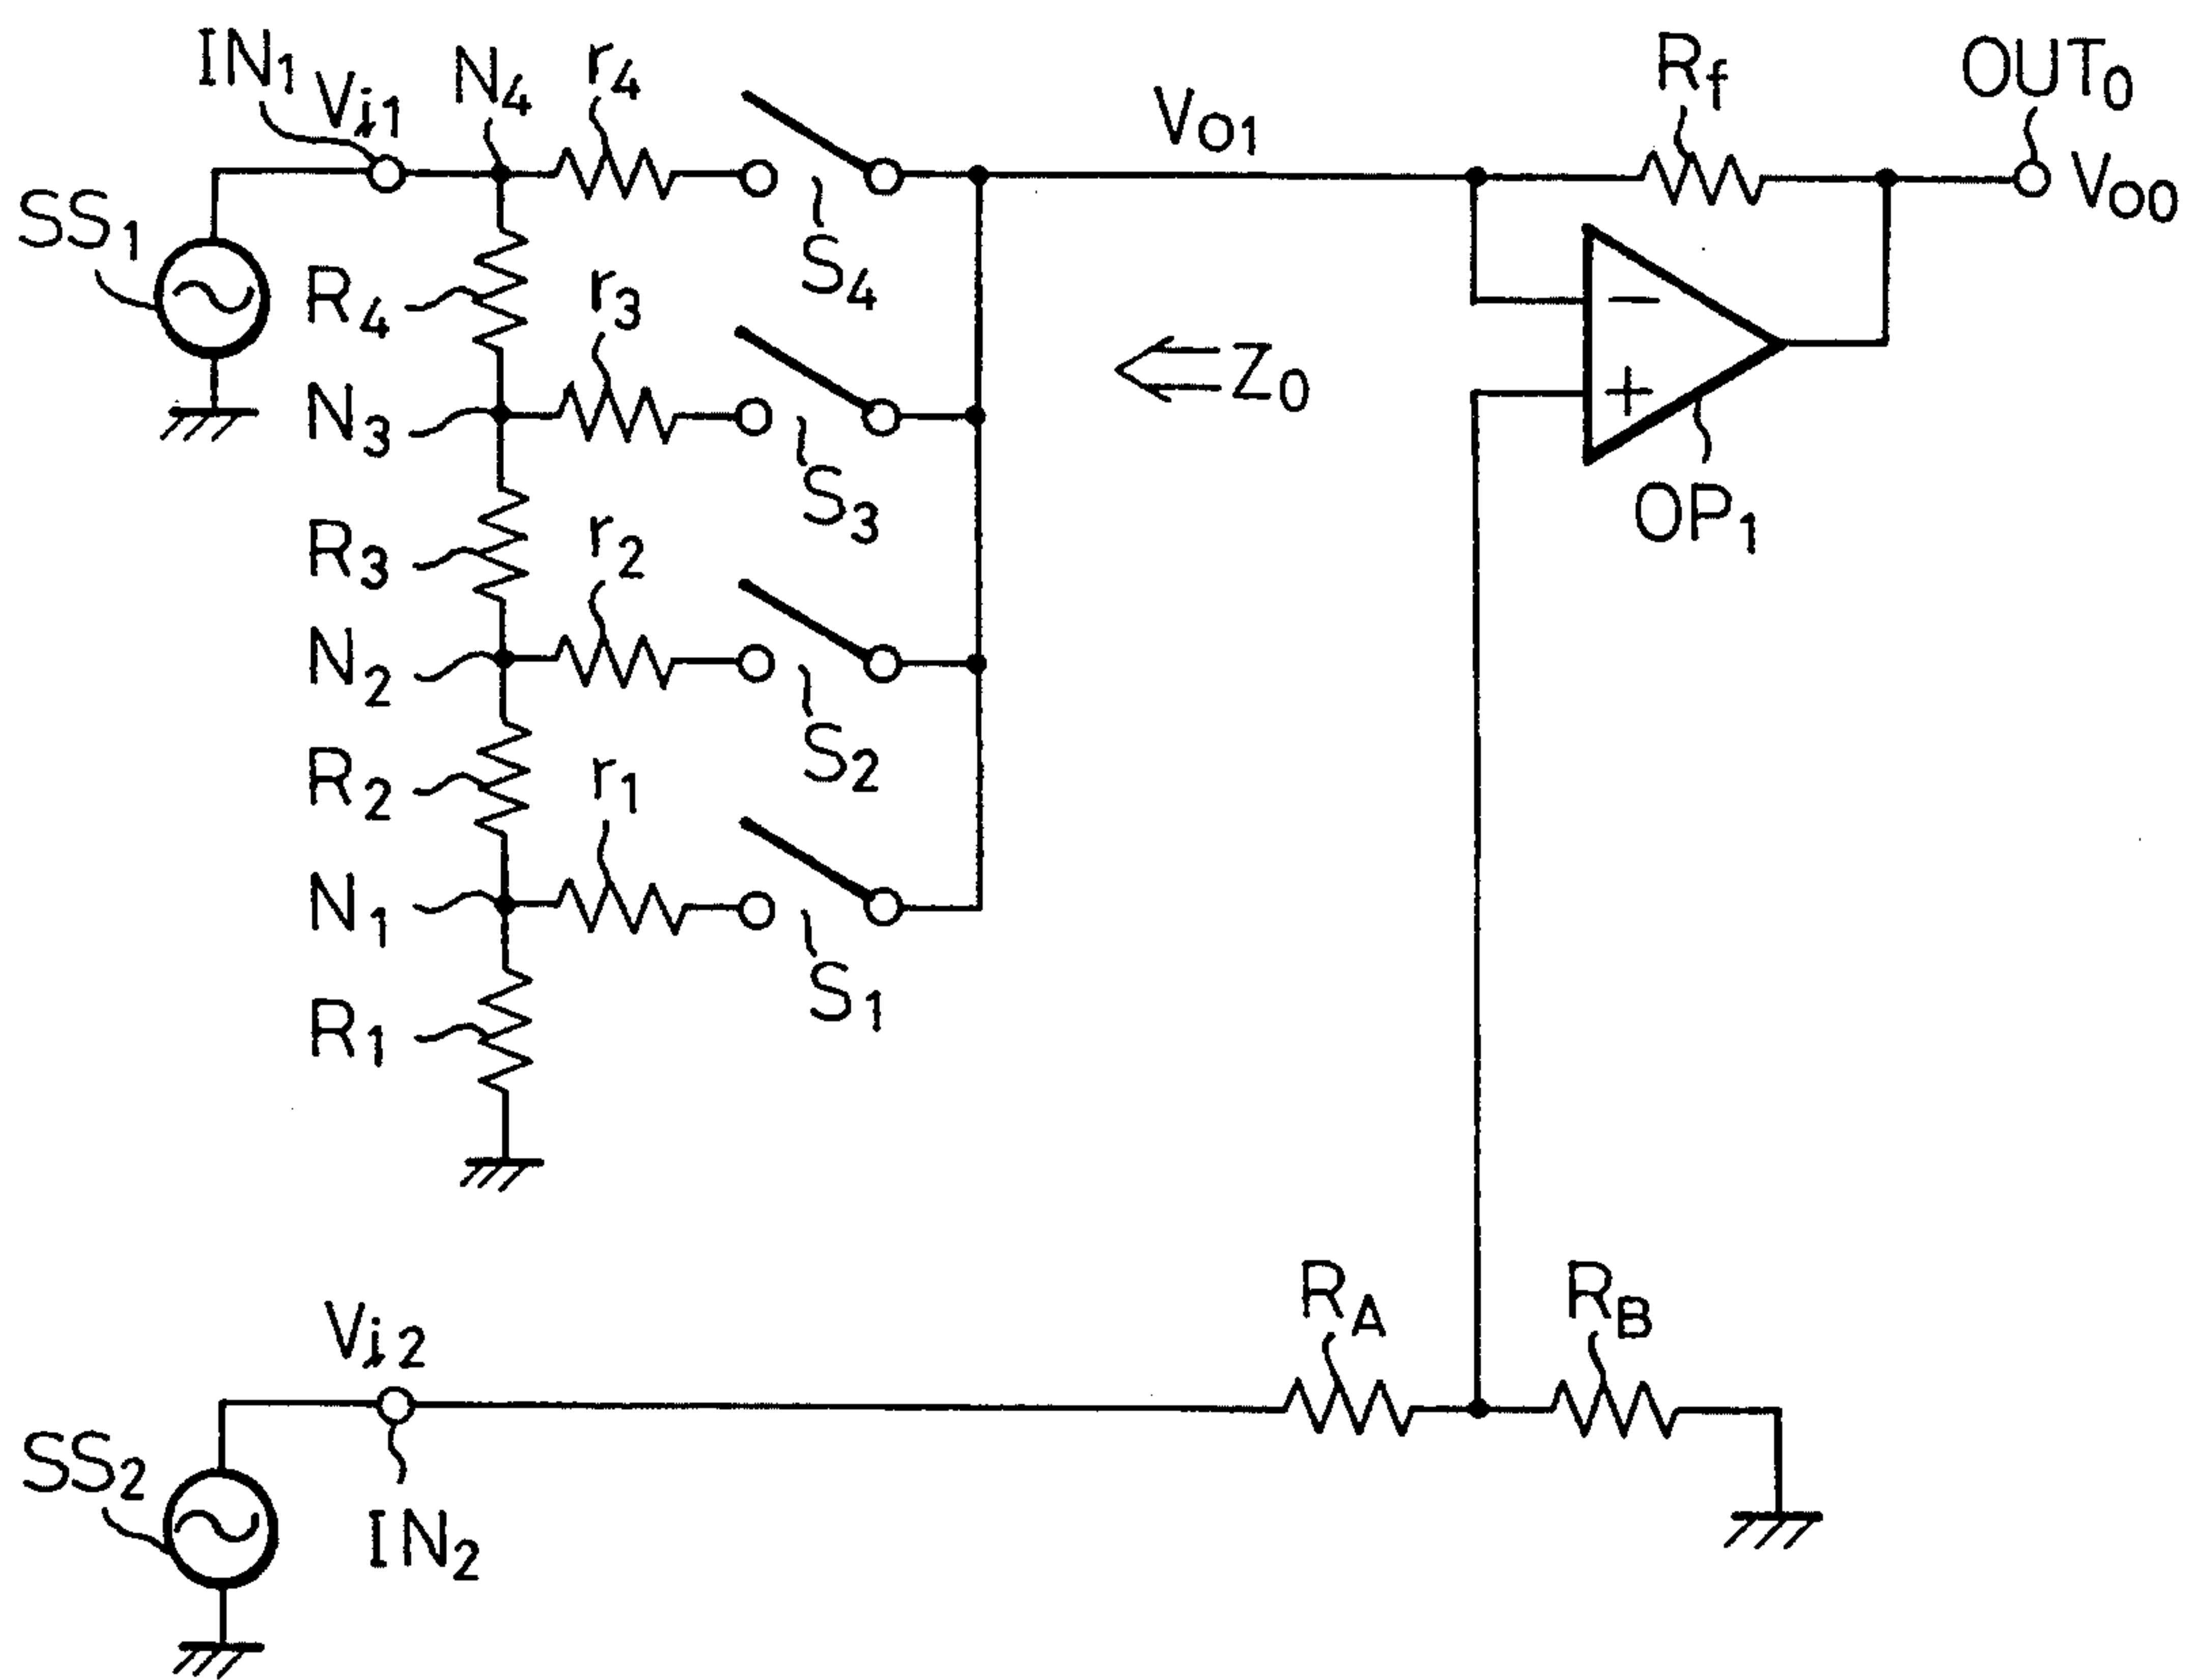 IN1
Vi1
N4
r4
VO1
Rf
OUT0
VO0
SS1
R4
r3
S4
Z0
N3
S3
OP1
R3
r2
N2
S2
R2
r1
N1
S1
R1
RA
RB
Vi2
SS2
IN2
−
+